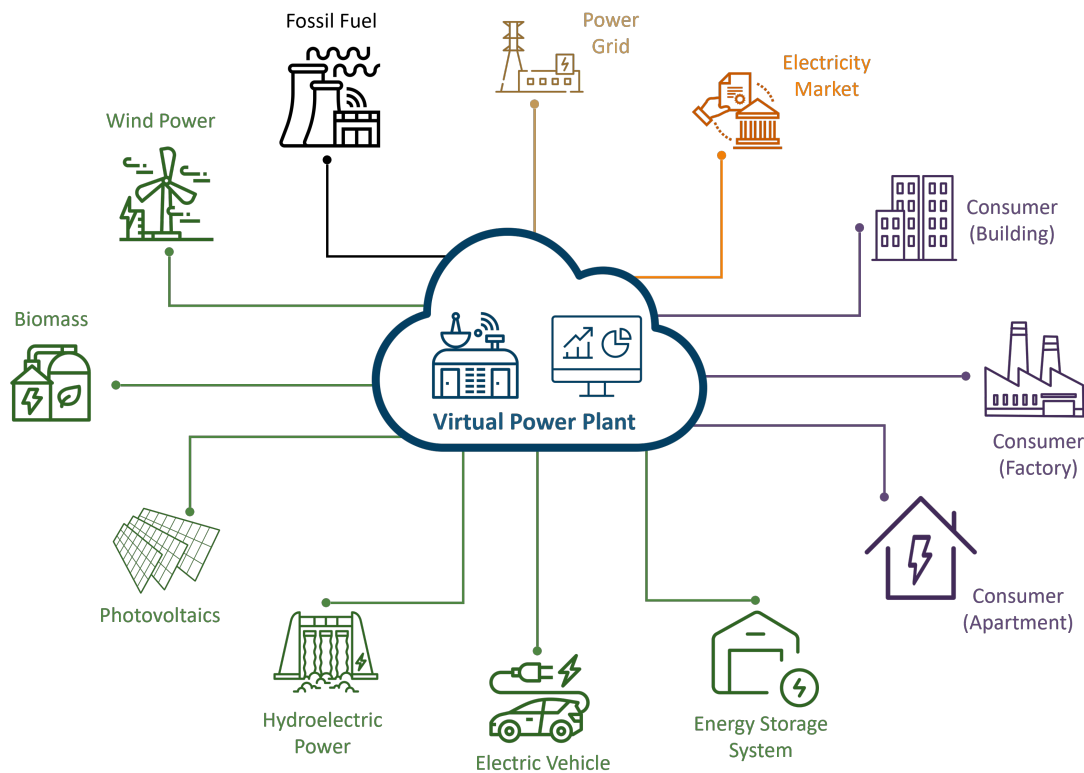 Fossil Fuel
Power
Grid
Electricity
Market
Wind Power
Consumer
(Building)
Biomass
Virtual Power Plant
Consumer
(Factory)
Photovoltaics
Consumer
(Apartment)
Hydroelectric
Power
Electric Vehicle
Energy Storage
System